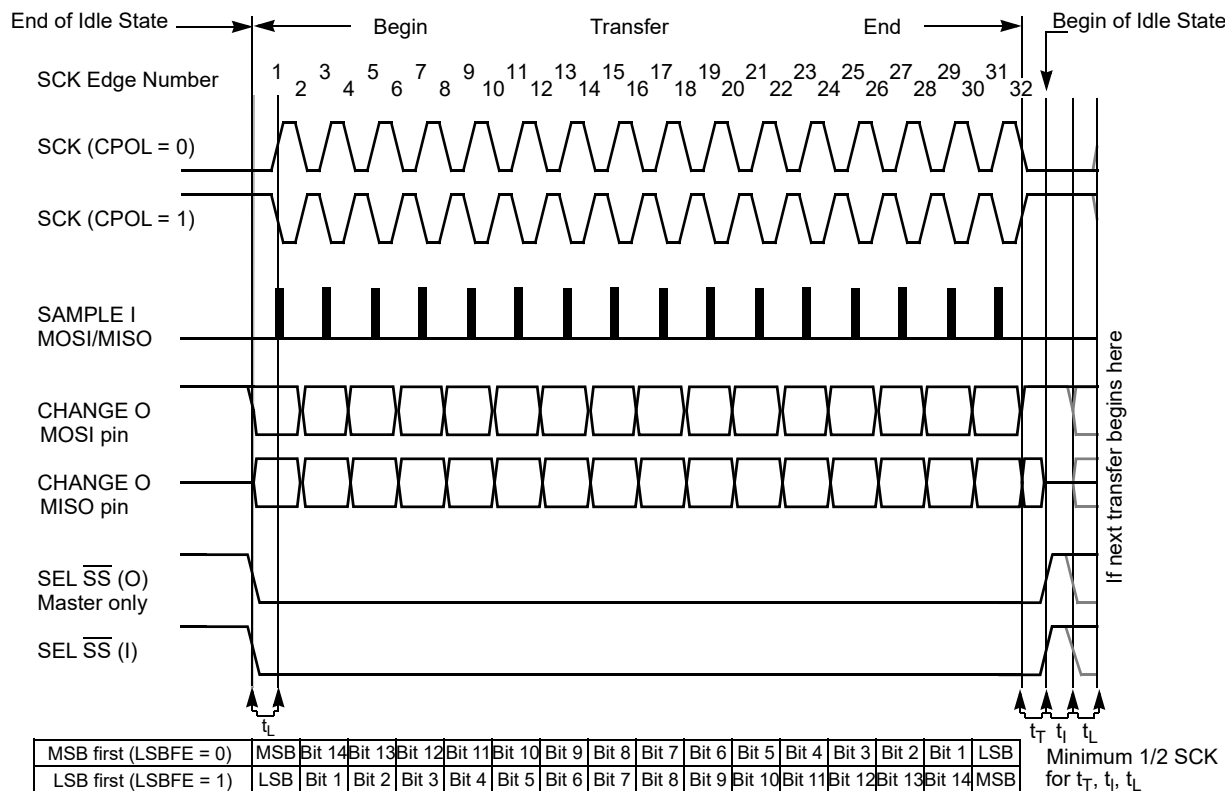 End of Idle State Begin Transfer End Begin of Idle State
SCK Edge Number 1 2 3 4 5 6 7 8 9 10 11 12 13 14 15 16 17 18 19 20 21 22 23 24 25 26 27 28 29 30 31 32
SCK (CPOL = 0)
SCK (CPOL = 1)
SAMPLE I
MOSI/MISO
CHANGE O
MOSI pin
CHANGE O
MISO pin
SEL SS (O)
Master only
SEL SS (I)
If next transfer begins here
tL tT tI tL
MSB first (LSBFE = 0) MSB Bit 14 Bit 13 Bit 12 Bit 11 Bit 10 Bit 9 Bit 8 Bit 7 Bit 6 Bit 5 Bit 4 Bit 3 Bit 2 Bit 1 LSB
LSB first (LSBFE = 1) LSB Bit 1 Bit 2 Bit 3 Bit 4 Bit 5 Bit 6 Bit 7 Bit 8 Bit 9 Bit 10 Bit 11 Bit 12 Bit 13 Bit 14 MSB
Minimum 1/2 SCK
for tT, tI, tL